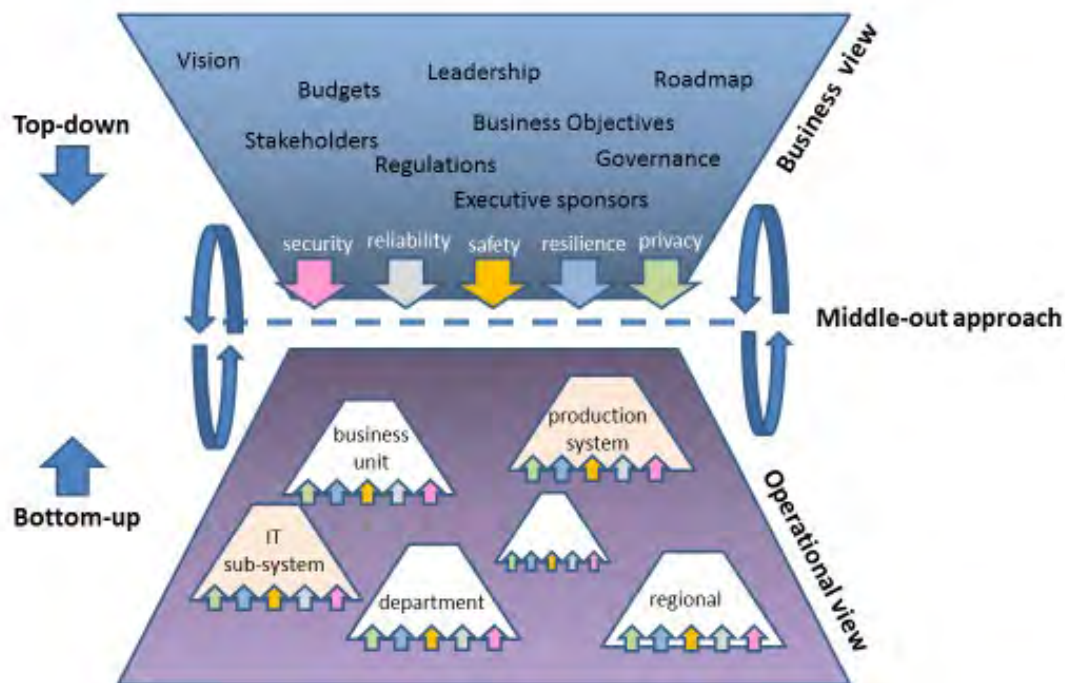 Vision
Leadership
Roadmap
Budgets
Business view
Top-down
Business Objectives
Stakeholders
Governance
Regulations
Executive sponsors
security
reliability
safety
resilience
privacy
Middle-out approach
production
system
business
unit
Bottom-up
Operational view
IT
sub-system
department
regional